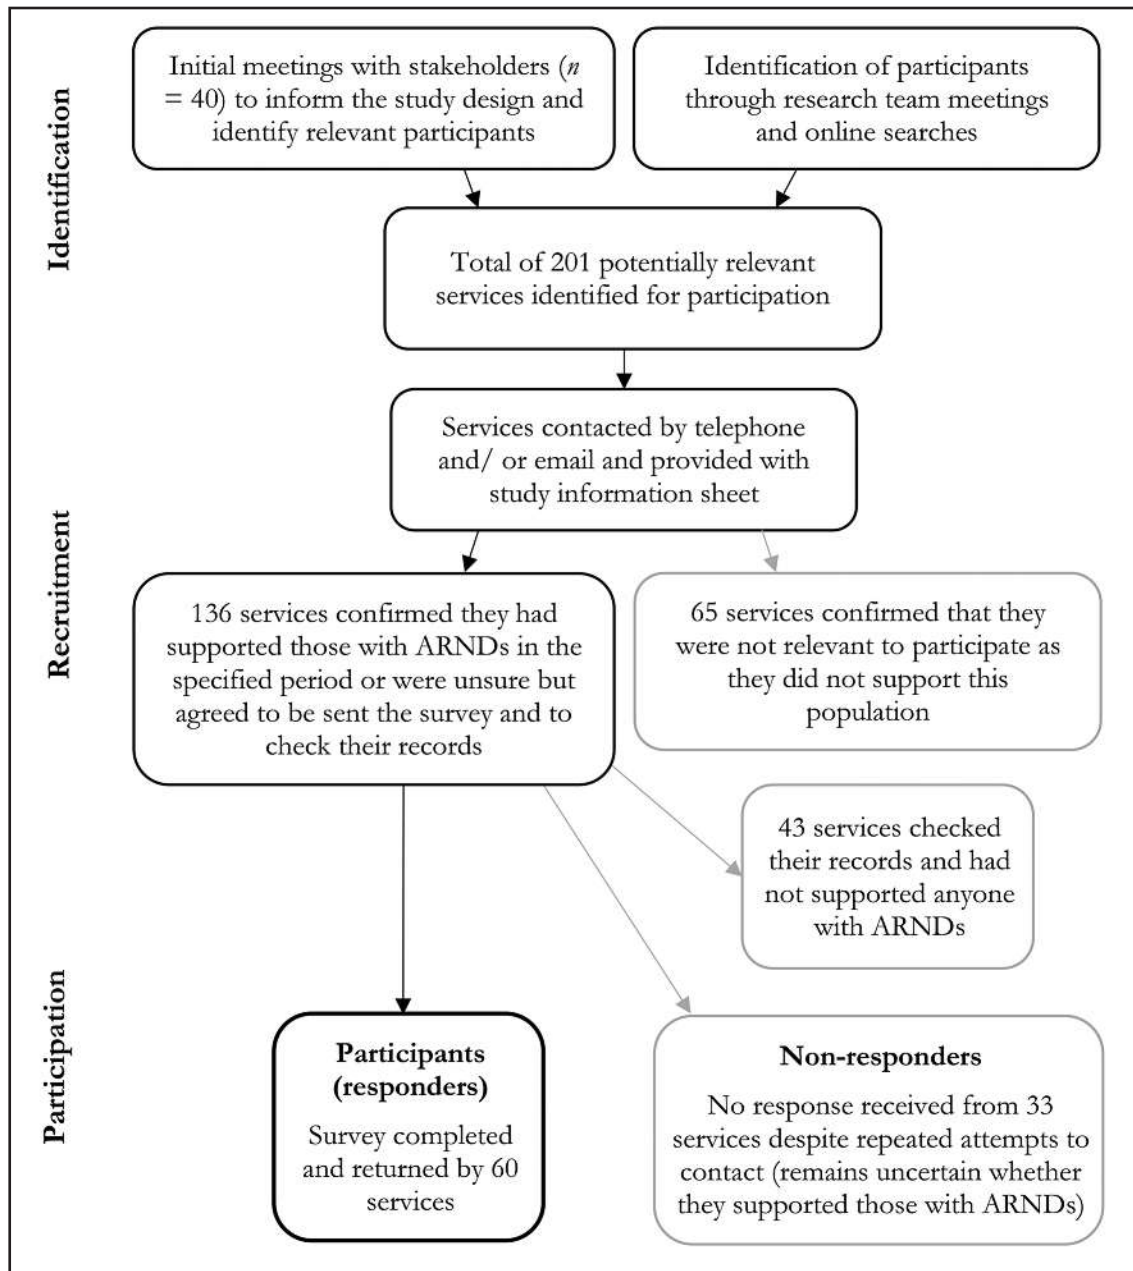 Identification
Initial meetings with stakeholders (n
= 40) to inform the study design and
identify relevant participants
Identification of participants
through research team meetings
and online searches
Total of 201 potentially relevant
services identified for participation
Recruitment
Services contacted by telephone
and/ or email and provided with
study information sheet
136 services confirmed they had
supported those with ARNDs in the
specified period or were unsure but
agreed to be sent the survey and to
check their records
65 services confirmed that they
were not relevant to participate as
they did not support this
population
43 services checked
their records and had
not supported anyone
with ARNDs
Participation
Participants
(responders)
Survey completed
and returned by 60
services
Non-responders
No response received from 33
services despite repeated attempts to
contact (remains uncertain whether
they supported those with ARNDs)